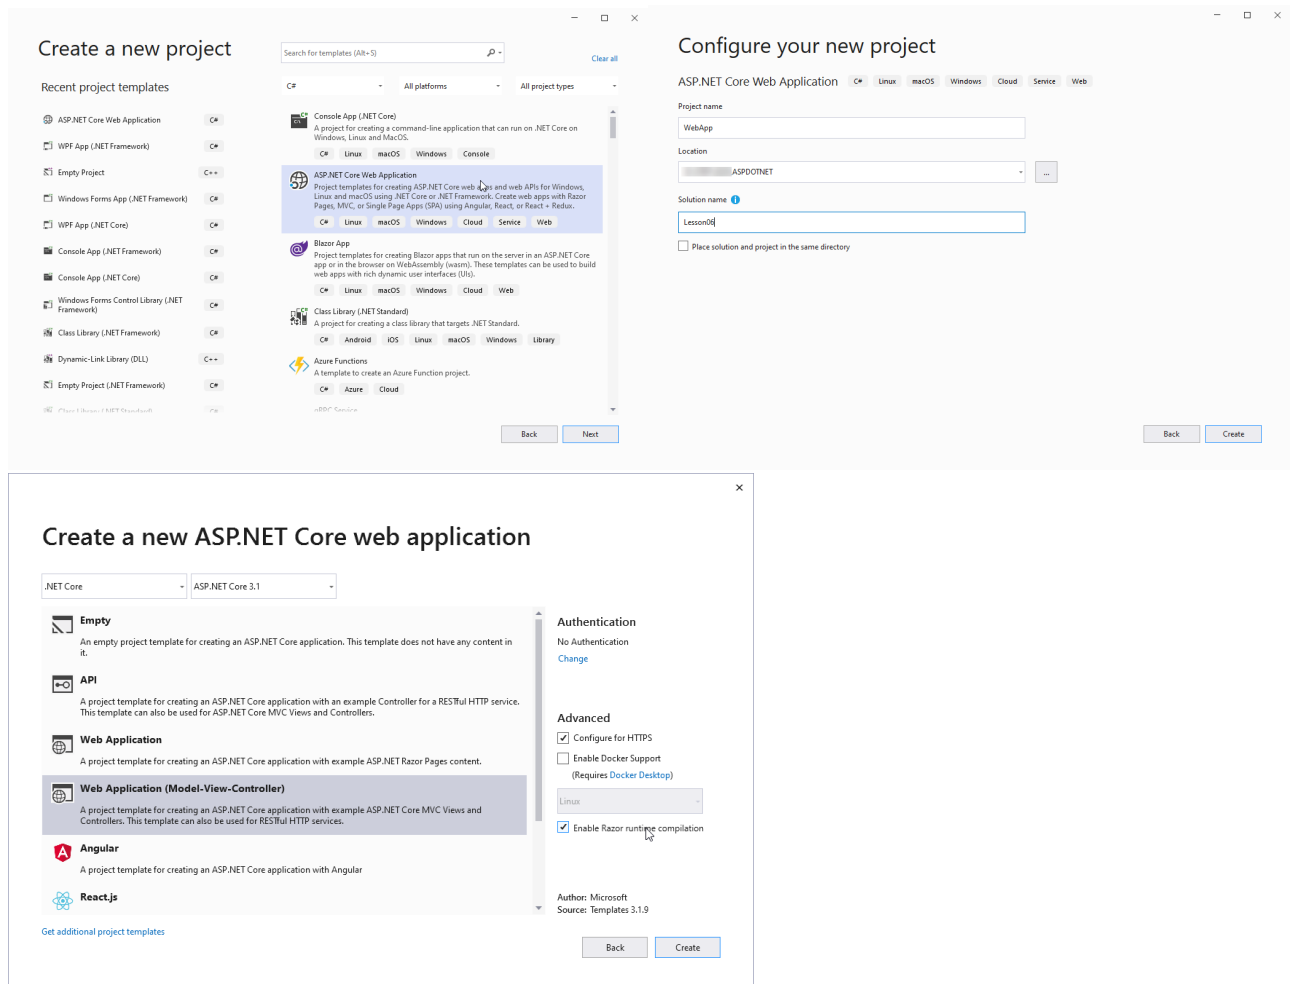 Create a new project
Recent project templates
ASP.NET Core Web Application C#
WPF App (.NET Framework) C#
Empty Project C++
Windows Forms App (.NET Framework) C#
WPF App (.NET Core) C#
Console App (.NET Framework) C#
Console App (.NET Core) C#
Windows Forms Control Library (.NET
Framework) C#
Class Library (.NET Framework) C#
Dynamic-Link Library (DLL) C++
Empty Project (.NET Framework) C#
Class Library (.NET Standard) C#
Search for templates (Alt+S)
Clear all
C# All platforms All project types
Console App (.NET Core)
A project for creating a command-line application that can run on .NET Core on
Windows, Linux and MacOS.
C# Linux macOS Windows Console
ASP.NET Core Web Application
Project templates for creating ASP.NET Core web apps and web APIs for Windows,
Linux and macOS using .NET Core or .NET Framework. Create web apps with Razor
Pages, MVC, or Single Page Apps (SPA) using Angular, React, or React + Redux.
C# Linux macOS Windows Cloud Service Web
Blazor App
Project templates for creating Blazor apps that run on the server in an ASP.NET Core
app or in the browser on WebAssembly (wasm). These templates can be used to build
web apps with rich dynamic user interfaces (UIs).
C# Linux macOS Windows Cloud Web
Class Library (.NET Standard)
A project for creating a class library that targets .NET Standard.
C# Android iOS Linux macOS Windows Library
Azure Functions
A template to create an Azure Function project.
C# Azure Cloud
gRPC Service
Back Next
Configure your new project
ASP.NET Core Web Application C# Linux macOS Windows Cloud Service Web
Project name
WebApp
Location
ASPDOTNET
...
Solution name
Lesson06
Place solution and project in the same directory
Back Create
Create a new ASP.NET Core web application
.NET Core ASP.NET Core 3.1
Empty
An empty project template for creating an ASP.NET Core application. This template does not have any content in
it.
API
A project template for creating an ASP.NET Core application with an example Controller for a RESTful HTTP service.
This template can also be used for ASP.NET Core MVC Views and Controllers.
Web Application
A project template for creating an ASP.NET Core application with example ASP.NET Razor Pages content.
Web Application (Model-View-Controller)
A project template for creating an ASP.NET Core application with example ASP.NET Core MVC Views and
Controllers. This template can also be used for RESTful HTTP services.
Angular
A project template for creating an ASP.NET Core application with Angular
React.js
Get additional project templates
Authentication
No Authentication
Change
Advanced
Configure for HTTPS
Enable Docker Support
(Requires Docker Desktop)
Linux
Enable Razor runtime compilation
Author: Microsoft
Source: Templates 3.1.9
Back Create